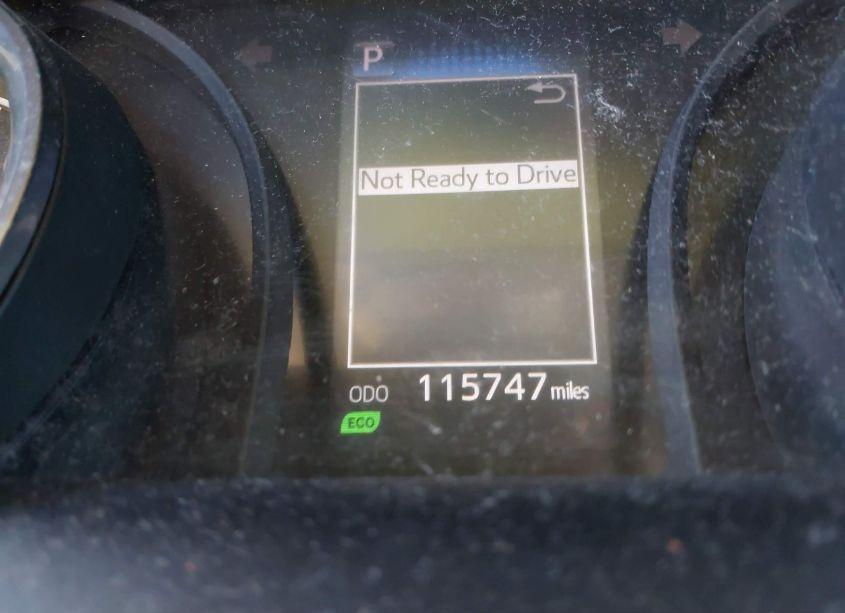 P
Not Ready to Drive
ODO 115747 miles
ECO